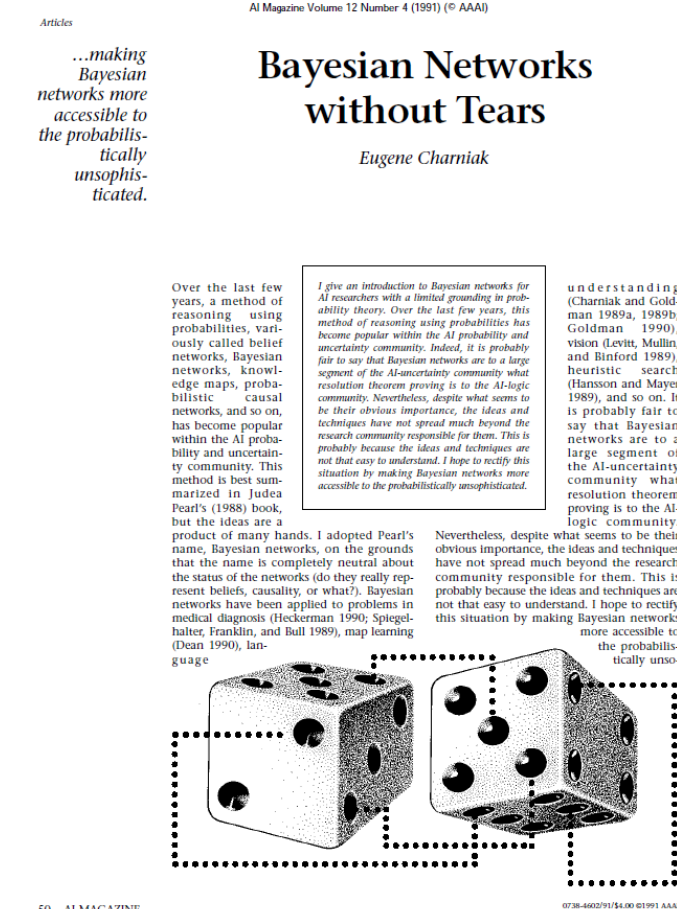 AI Magazine Volume 12 Number 4 (1991) (© AAAI)
Articles
…making
Bayesian
networks more
accessible to
the probabilis-
tically
unsophis-
ticated.
Bayesian Networks
without Tears
Eugene Charniak
I give an introduction to Bayesian networks for
AI researchers with a limited grounding in prob-
ability theory. Over the last few years, this
method of reasoning using probabilities has
become popular within the AI probability and
uncertainty community. Indeed, it is probably
fair to say that Bayesian networks are to a large
segment of the AI-uncertainty community what
resolution theorem proving is to the AI-logic
community. Nevertheless, despite what seems to
be their obvious importance, the ideas and
techniques have not spread much beyond the
research community responsible for them. This is
probably because the ideas and techniques are
not that easy to understand. I hope to rectify this
situation by making Bayesian networks more
accessible to the probabilistically unsophisticated.
Over the last few
years, a method of
reasoning using
probabilities, vari-
ously called belief
networks, Bayesian
networks, knowl-
edge maps, proba-
bilistic causal
networks, and so on,
has become popular
within the AI proba-
bility and uncertain-
ty community. This
method is best sum-
marized in Judea
Pearl's (1988) book,
but the ideas are a
product of many hands. I adopted Pearl's
name, Bayesian networks, on the grounds
that the name is completely neutral about
the status of the networks (do they really rep-
resent beliefs, causality, or what?). Bayesian
networks have been applied to problems in
medical diagnosis (Heckerman 1990; Spiegel-
halter, Franklin, and Bull 1989), map learning
(Dean 1990), lan-
guage
understanding
(Charniak and Gold-
man 1989a, 1989b;
Goldman 1990),
vision (Levitt, Mullin,
and Binford 1989),
heuristic search
(Hansson and Mayer
1989), and so on. It
is probably fair to
say that Bayesian
networks are to a
large segment of
the AI-uncertainty
community what
resolution theorem
proving is to the AI-
logic community.
Nevertheless, despite what seems to be their
obvious importance, the ideas and techniques
have not spread much beyond the research
community responsible for them. This is
probably because the ideas and techniques are
not that easy to understand. I hope to rectify
this situation by making Bayesian networks
more accessible to
the probabilis-
tically unso-
50 AI MAGAZINE
0738-4602/91/$4.00 ©1991 AAA